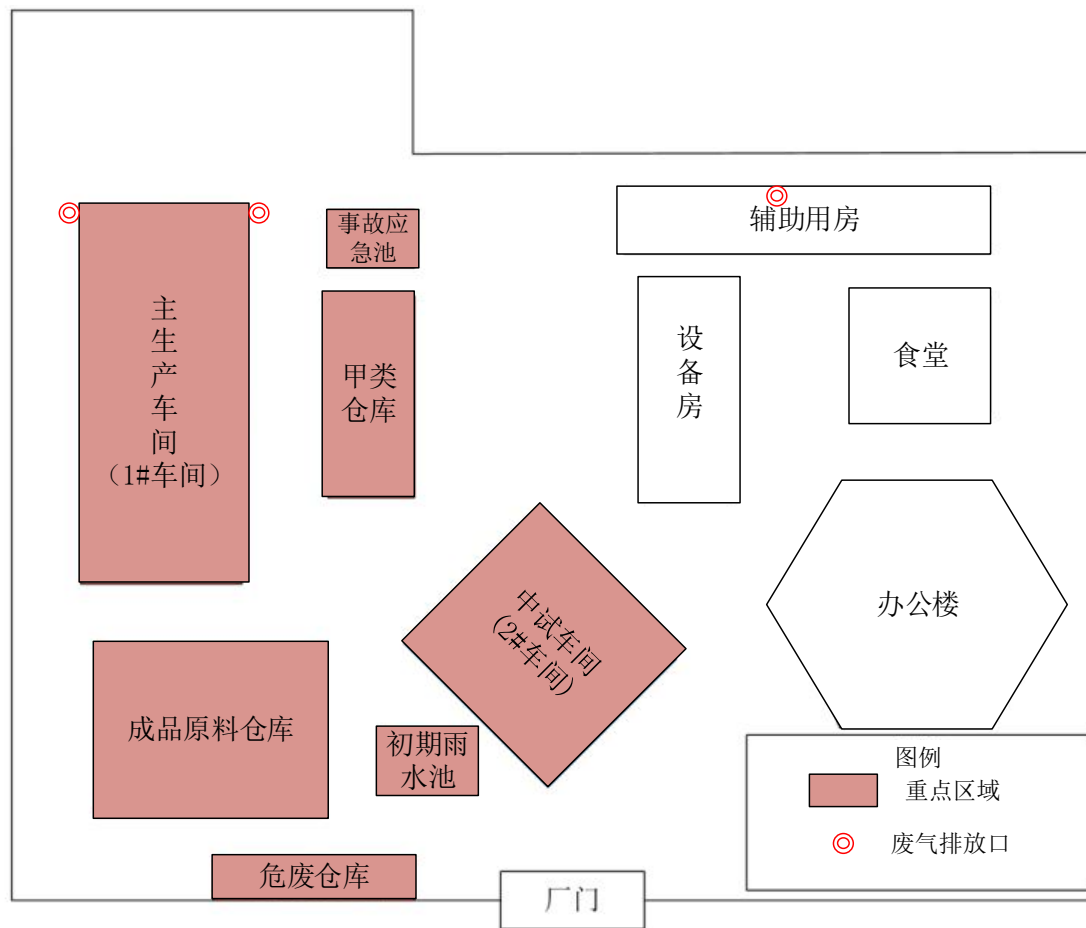 事故应
急池
辅助用房
主
生
产
车
间
(1#车间)
甲类
仓库
设
备
房
食堂
中试车间
(2#车间)
办公楼
成品原料仓库
初期雨
水池
图例
重点区域
废气排放口
危废仓库
厂门